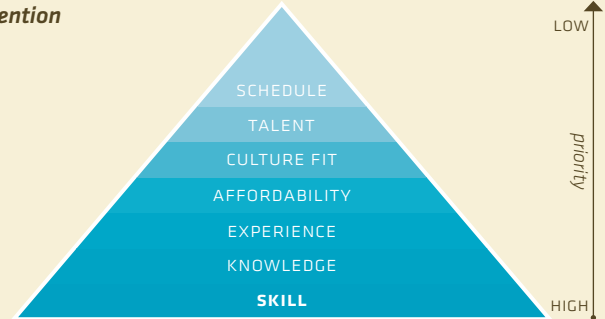 ention
LOW
SCHEDULE
TALENT
CULTURE FIT
priority
AFFORDABILITY
EXPERIENCE
KNOWLEDGE
SKILL
HIGH